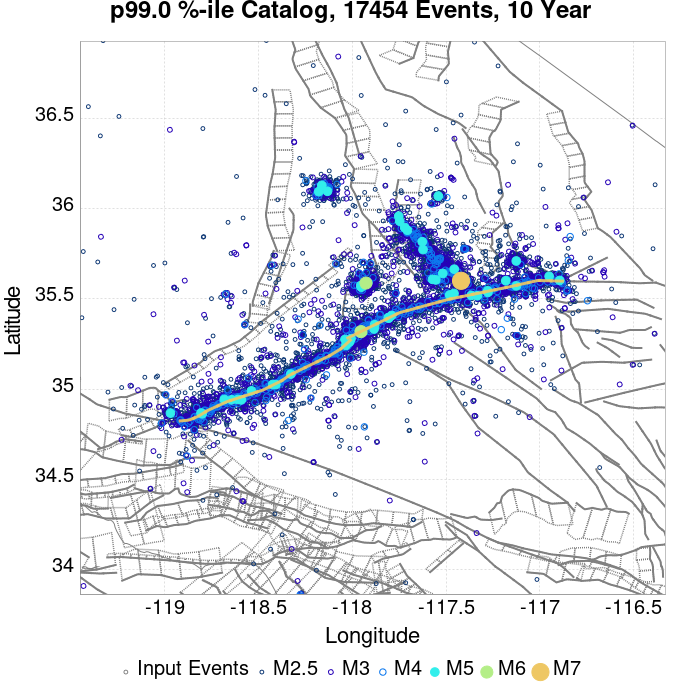 p99.0 %-ile Catalog, 17454 Events, 10 Year
36.5
36
35.5
35
34.5
34
Latitude
-119 -118.5 -118 -117.5 -117 -116.5
Longitude
Input Events M2.5 M3 M4 M5 M6 M7